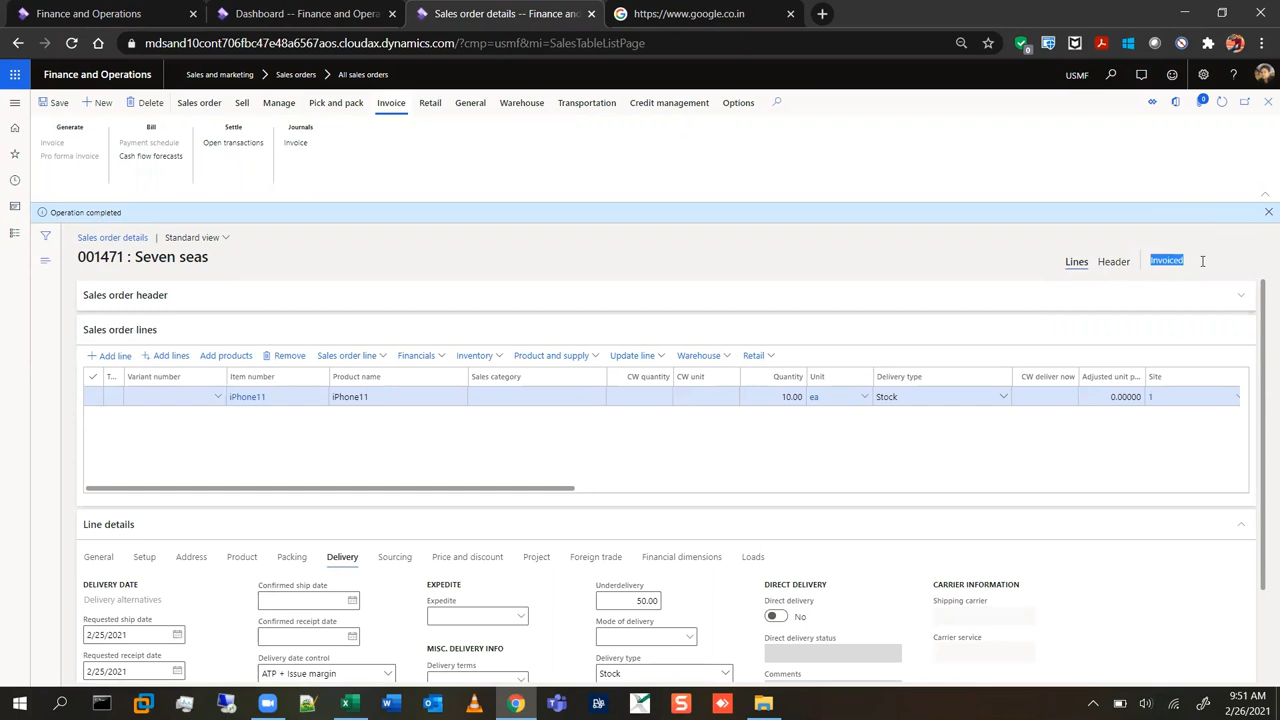 Finance and Operations
Dashboard -- Finance and Opera
Sales order details -- Finance an
https://www.google.co.in
mdsand10cont706fbc47e48a6567aos.cloudax.dynamics.com/?cmp=usmf&mi=SalesTableListPage
Finance and Operations
Sales and marketing > Sales orders > All sales orders
USMF
Save New Delete Sales order Sell Manage Pick and pack Invoice Retail General Warehouse Transportation Credit management Options
0
Generate
Invoice
Pro forma invoice
Bill
Payment schedule
Cash flow forecasts
Settle
Open transactions
Journals
Invoice
Operation completed
Sales order details | Standard view
001471 : Seven seas
Lines Header Invoiced
Sales order header
Sales order lines
Add line Add lines Add products Remove Sales order line Financials Inventory Product and supply Update line Warehouse Retail
T... Variant number Item number Product name Sales category CW quantity CW unit Quantity Unit Delivery type CW deliver now Adjusted unit p... Site
iPhone11 iPhone11 10.00 ea Stock 0.00000 1
Line details
General Setup Address Product Packing Delivery Sourcing Price and discount Project Foreign trade Financial dimensions Loads
DELIVERY DATE
Delivery alternatives
Requested ship date
2/25/2021
Requested receipt date
2/25/2021
Confirmed ship date
Confirmed receipt date
Delivery date control
ATP + Issue margin
EXPEDITE
Expedite
MISC. DELIVERY INFO
Delivery terms
Underdelivery
50.00
Mode of delivery
Delivery type
Stock
DIRECT DELIVERY
Direct delivery
No
Direct delivery status
Comments
CARRIER INFORMATION
Shipping carrier
Carrier service
9:51 AM
2/26/2021